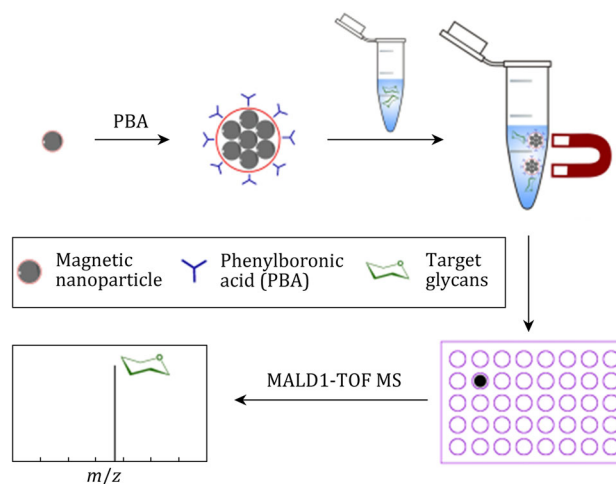 PBA
Magnetic
nanoparticle
Phenylboronic
acid (PBA)
Target
glycans
MALD1-TOF MS
m/z